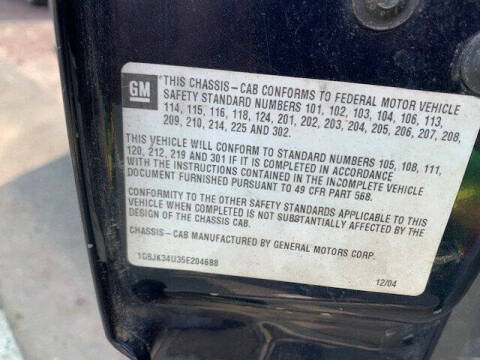 GM
*THIS CHASSIS-CAB CONFORMS TO FEDERAL MOTOR VEHICLE
SAFETY STANDARD NUMBERS 101, 102, 103, 104, 106, 113,
114, 115, 116, 118, 124, 201, 202, 203, 204, 205, 206, 207, 208,
209, 210, 214, 225 AND 302.
THIS VEHICLE WILL CONFORM TO STANDARD NUMBERS 105, 108, 111,
120, 212, 219 AND 301 IF IT IS COMPLETED IN ACCORDANCE
WITH THE INSTRUCTIONS CONTAINED IN THE INCOMPLETE VEHICLE
DOCUMENT FURNISHED PURSUANT TO 49 CFR PART 568.
CONFORMITY TO THE OTHER SAFETY STANDARDS APPLICABLE TO THIS
VEHICLE WHEN COMPLETED IS NOT SUBSTANTIALLY AFFECTED BY THE
DESIGN OF THE CHASSIS CAB.
CHASSIS-CAB MANUFACTURED BY GENERAL MOTORS CORP.
1GBJK34U35E204688
12/04